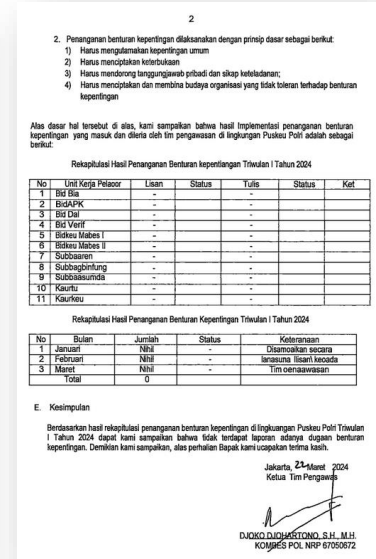 2
2. Penanganan benturan kepentingan dilaksanakan dengan prinsip dasar sebagai berikut:
1) Harus mengutamakan kepentingan umum
2) Harus menciptakan keterbukaan
3) Harus mendorong tanggungjawab pribadi dan sikap keteladanan;
4) Harus menciptakan dan membina budaya organisasi yang tidak toleran terhadap benturan
kepentingan
Atas dasar hal tersebut di atas, kami sampaikan bahwa hasil Implementasi penanganan benturan
kepentingan yang masuk dan diteria oleh tim pengawasan di lingkungan Puskeu Polri adalah sebagai
berikut:
Rekapitulasi Hasil Penanganan Benturan kepentiangan Triwulan I Tahun 2024
No Unit Kerja Pelapor Lisan Status Tulis Status Ket
1 Bid Bia - -
2 BidAPK - -
3 Bid Dal - -
4 Bid Verif - -
5 Bidkeu Mabes I - -
6 Bidkeu Mabes II - -
7 Subbaaren - -
8 Subbagbinfung - -
9 Subbaasumda - -
10 Kaurtu - -
11 Kaurkeu - -
Rekapitulasi Hasil Penanganan Benturan Kepentingan Triwulan I Tahun 2024
No Bulan Jumlah Status Keteranaan
1 Januari Nihil - Disamoaikan secara
2 Februari Nihil - lanasuna llisan\ keoada
3 Maret Nihil - Tim oenaawasan
Total 0
E. Kesimpulan
Berdasarkan hasil rekapitulasi penanganan benturan kepentingan di lingkuangan Puskeu Polri Triwulan
I Tahun 2024 dapat kami sampaikan bahwa tidak terdapat laporan adanya dugaan benturan
kepentingan. Demikian kami sampaikan, alas perhalian Bapak kami ucapakan terima kasih.
Jakarta, 22 Maret 2024
Ketua Tim Pengawas
DJOKO DJOHARTONO, S.H., M.H.
KOMBES POL NRP 67050672